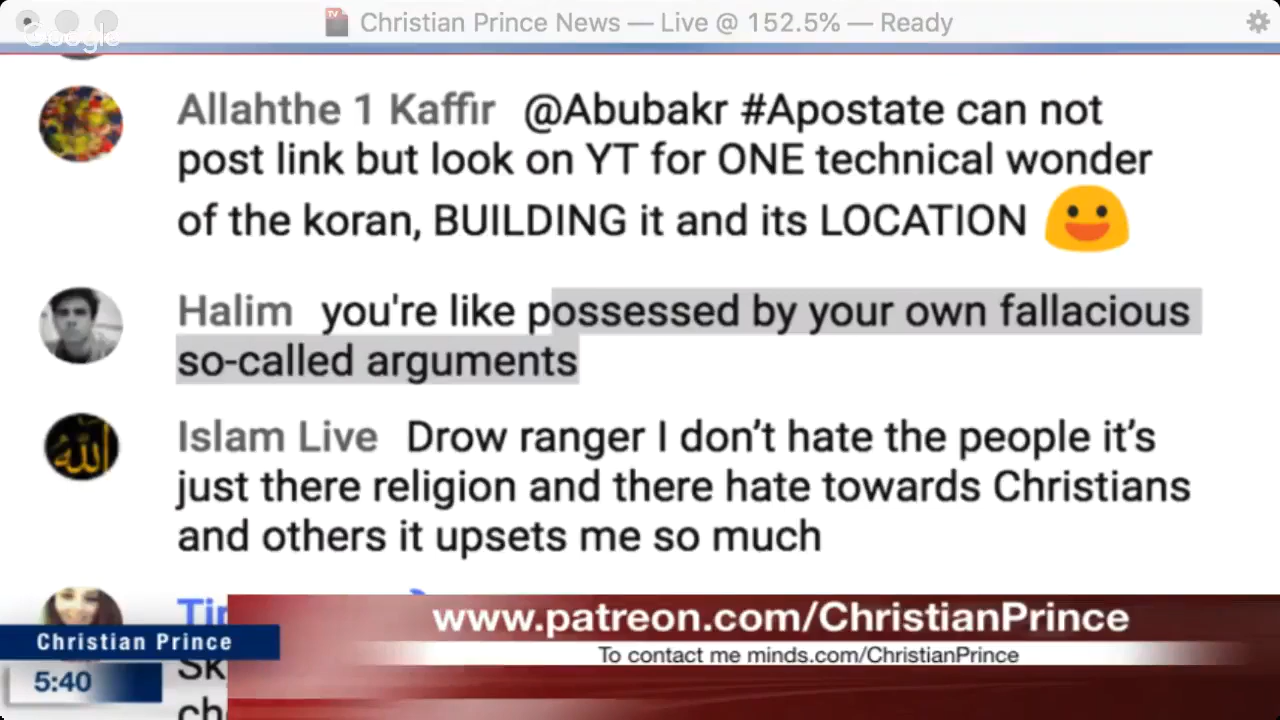 Christian Prince News — Live @ 152.5% — Ready
Google
Allahthe 1 Kaffir @Abubakr #Apostate can not
post link but look on YT for ONE technical wonder
of the koran, BUILDING it and its LOCATION
Halim you're like possessed by your own fallacious
so-called arguments
Islam Live Drow ranger I don’t hate the people it’s
just there religion and there hate towards Christians
and others it upsets me so much
الله
www.patreon.com/ChristianPrince
Christian Prince
To contact me minds.com/ChristianPrince
5:40